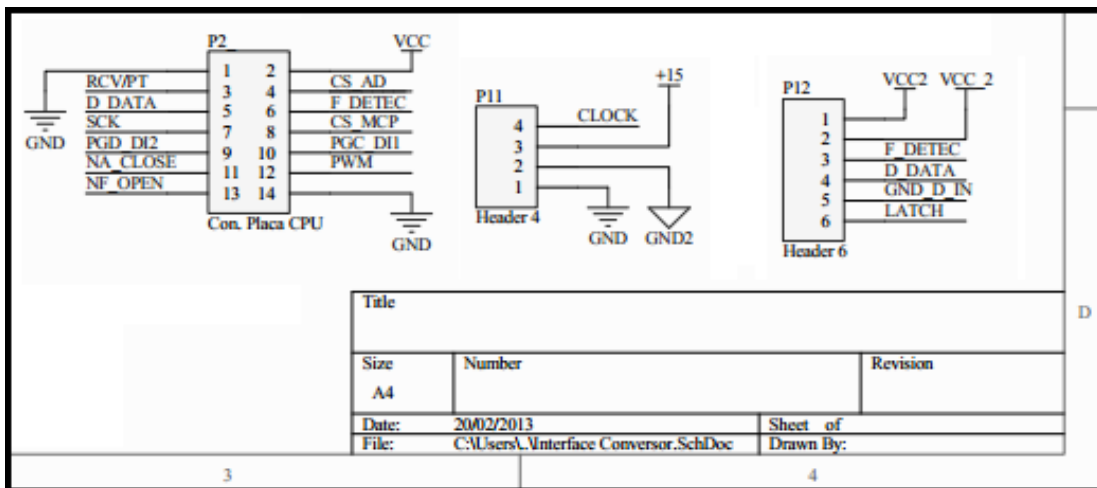 P2
VCC
1 2
RCV/PT 3 4 CS_AD
D_DATA 5 6 F_DETEC
SCK 7 8 CS_MCP
PGD_DI2 9 10 PGC_DI1
NA_CLOSE 11 12 PWM
NF_OPEN 13 14
GND
Con. Placa CPU
GND
+15
P11
4 CLOCK
3
2
1
Header 4
GND GND2
P12
VCC2 VCC_2
1
2
3 F_DETEC
4 D_DATA
5 GND_D_IN
6 LATCH
Header 6
D
Title
Size Number Revision
A4
Date: 20/02/2013 Sheet of
File: C:\Users\..\Interface Conversor.SchDoc Drawn By:
3 4